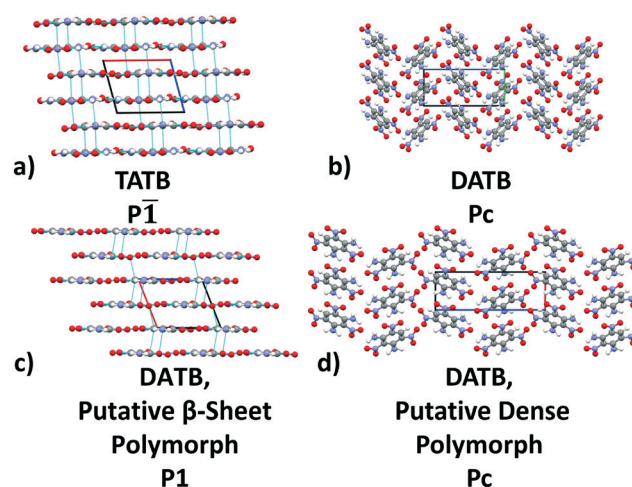 a)
TATB
P1̅
b)
DATB
Pc
c)
DATB,
Putative β-Sheet
Polymorph
P1
d)
DATB,
Putative Dense
Polymorph
Pc